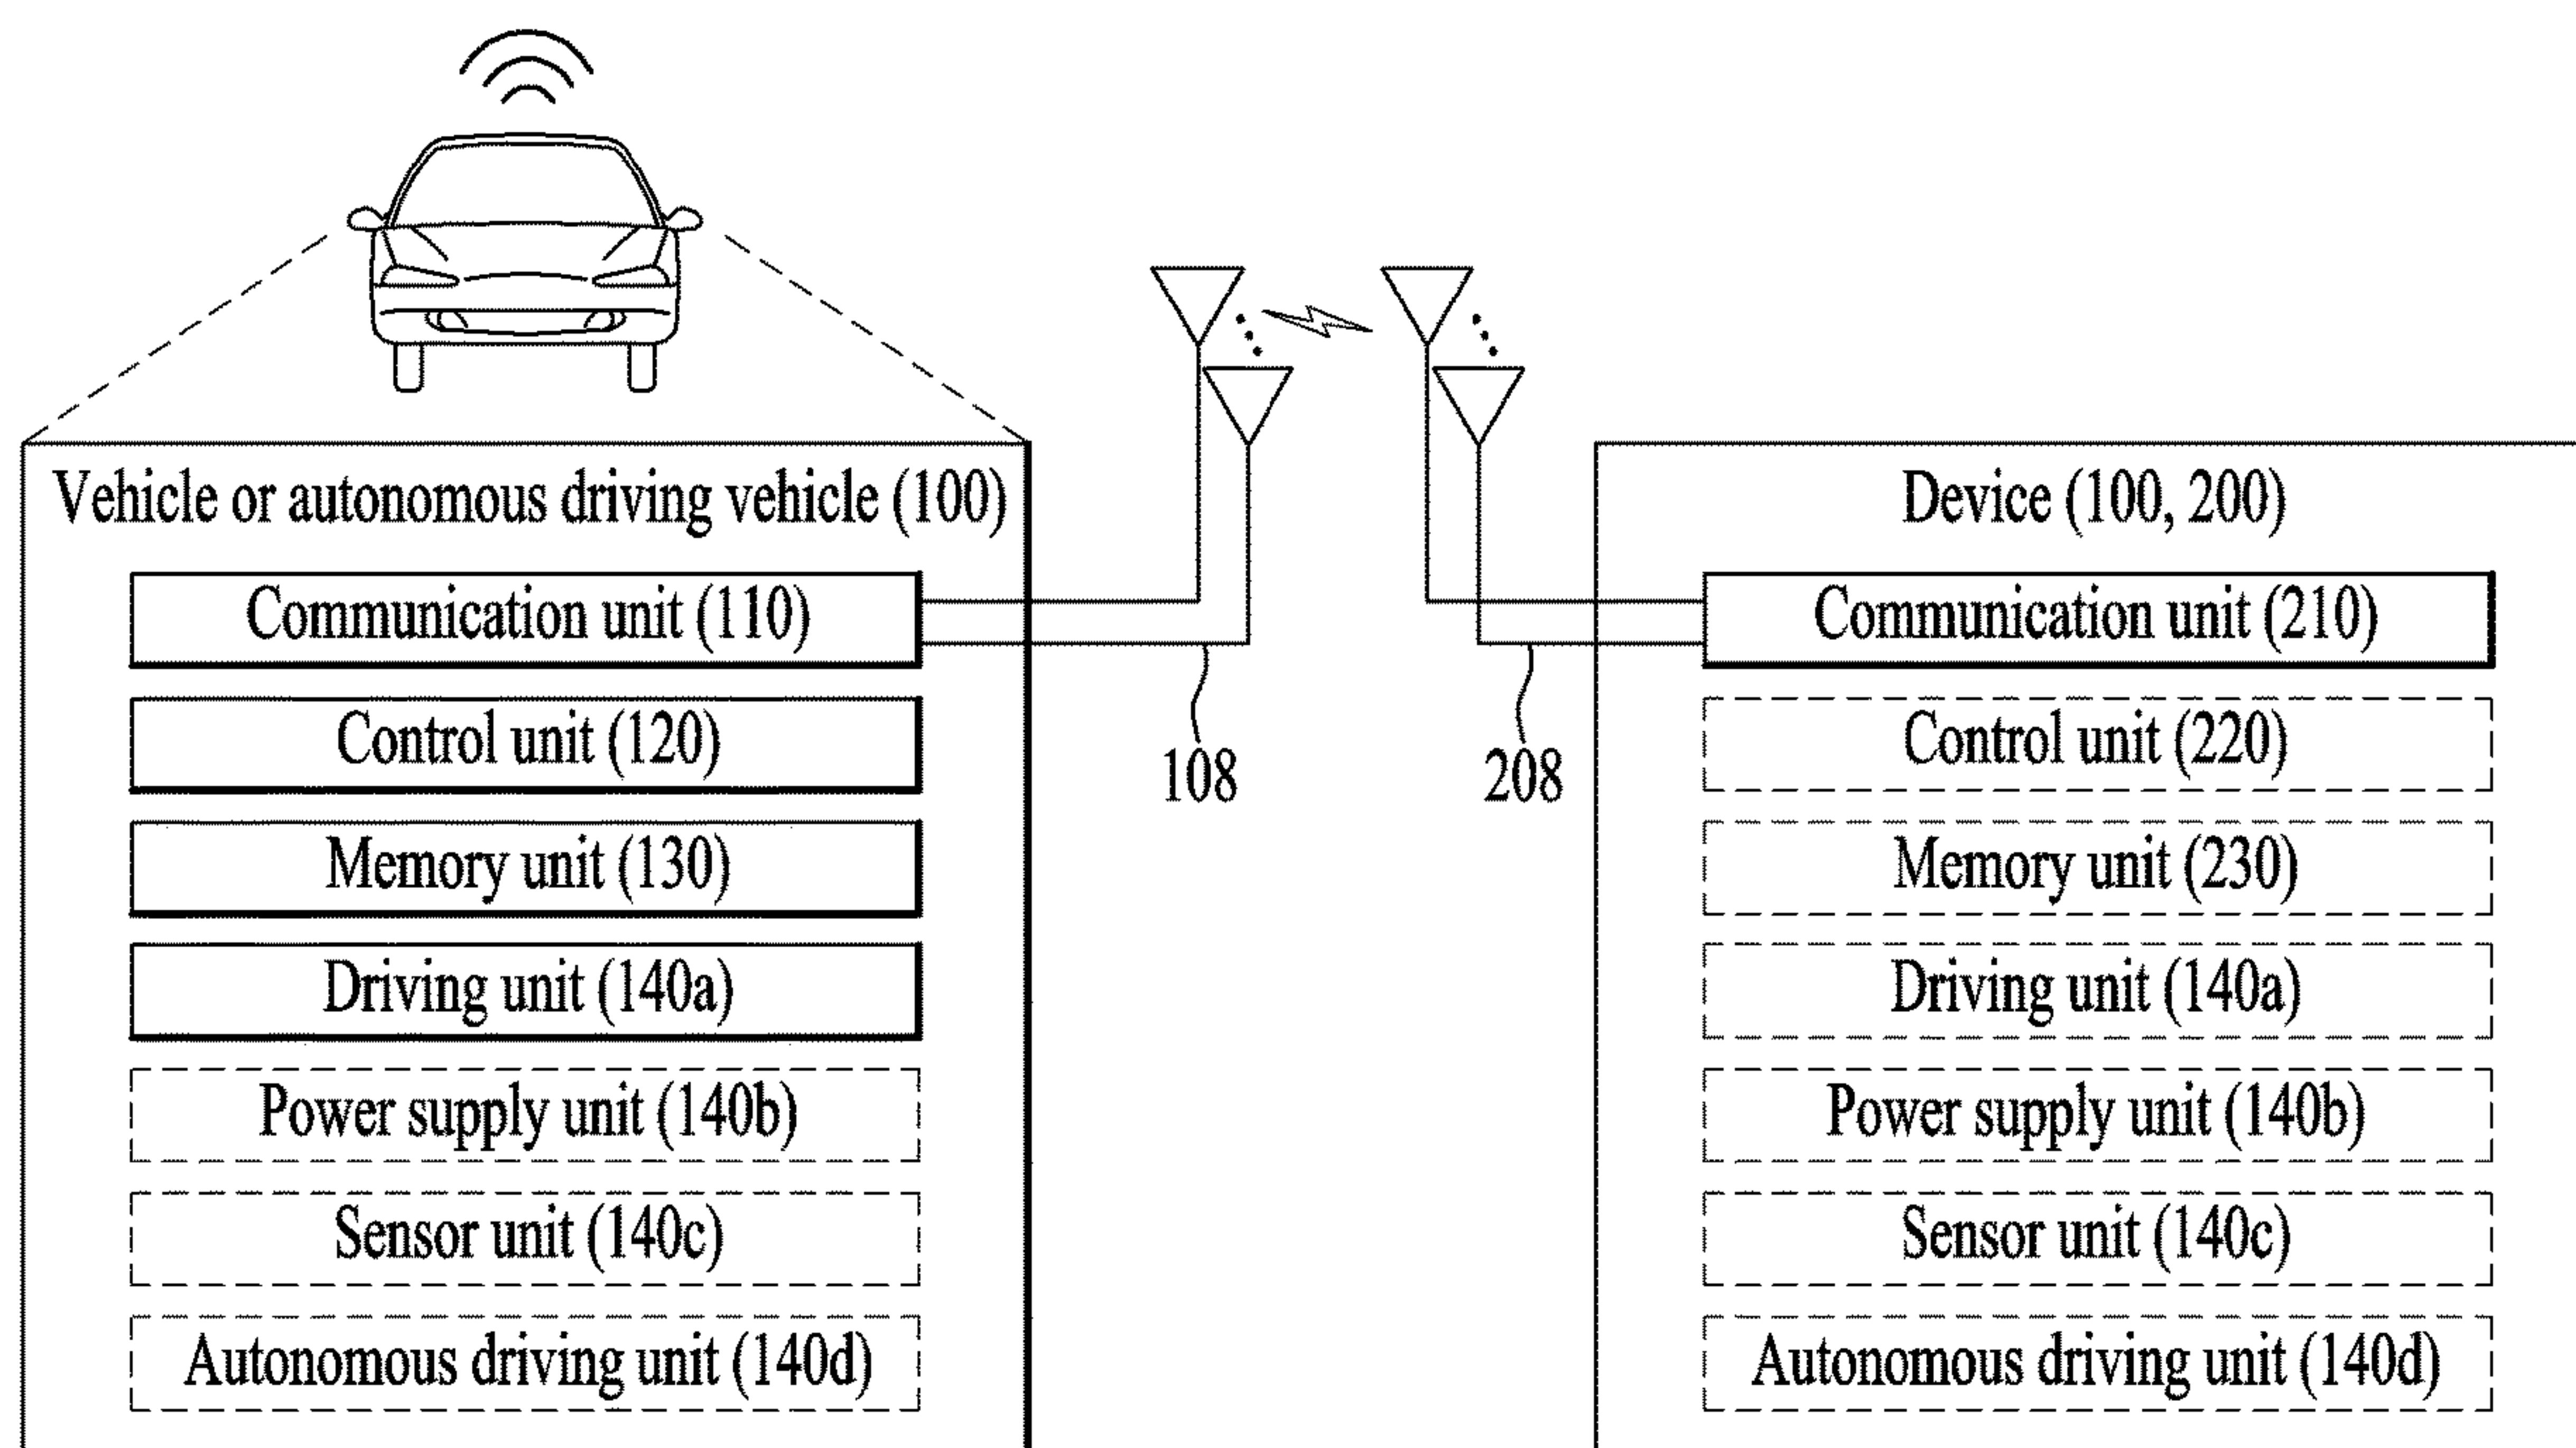 Vehicle or autonomous driving vehicle (100)
Communication unit (110)
Control unit (120)
Memory unit (130)
Driving unit (140a)
Power supply unit (140b)
Sensor unit (140c)
Autonomous driving unit (140d)
108
208
Device (100, 200)
Communication unit (210)
Control unit (220)
Memory unit (230)
Driving unit (140a)
Power supply unit (140b)
Sensor unit (140c)
Autonomous driving unit (140d)